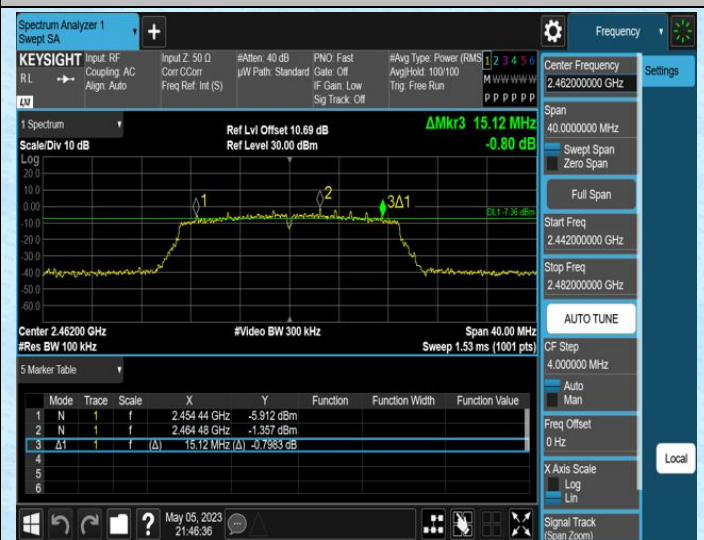 Spectrum Analyzer 1
Swept SA
+
Frequency
KEYSIGHT
RL
LXI
Input: RF
Coupling: AC
Align: Auto
Input Z: 50 Ω
Corr CCorr
Freq Ref: Int (S)
#Atten: 40 dB
µW Path: Standard
PNO: Fast
Gate: Off
IF Gain: Low
Sig Track: Off
#Avg Type: Power (RMS
Avg|Hold: 100/100
Trig: Free Run
1 2 3 4 5 6
M W W W W W
P P P P P P
1 Spectrum
Scale/Div 10 dB
Ref Lvl Offset 10.69 dB
Ref Level 30.00 dBm
ΔMkr3 15.12 MHz
-0.80 dB
Log
20.0
10.0
0.00
-10.0
-20.0
-30.0
-40.0
-50.0
-60.0
1
2
3Δ1
DL1 -7.36 dBm
Center 2.46200 GHz
#Video BW 300 kHz
Span 40.00 MHz
#Res BW 100 kHz
Sweep 1.53 ms (1001 pts)
5 Marker Table
Mode Trace Scale X Y Function Function Width Function Value
1 N 1 f 2.454 44 GHz -5.912 dBm
2 N 1 f 2.464 48 GHz -1.357 dBm
3 Δ1 1 f (Δ) 15.12 MHz (Δ) -0.7983 dB
4
5
6
?
May 05, 2023
21:46:36
Center Frequency
2.462000000 GHz
Span
40.0000000 MHz
Swept Span
Zero Span
Full Span
Start Freq
2.442000000 GHz
Stop Freq
2.482000000 GHz
AUTO TUNE
CF Step
4.000000 MHz
Auto
Man
Freq Offset
0 Hz
X Axis Scale
Log
Lin
Signal Track
(Span Zoom)
Settings
Local